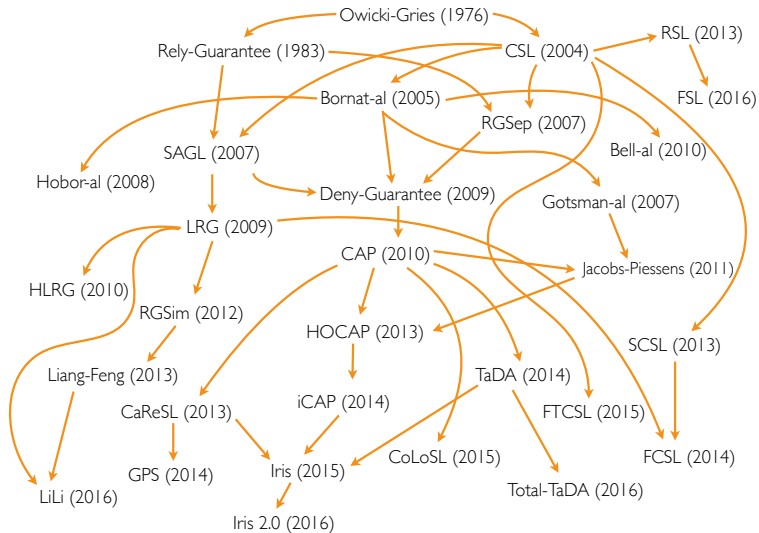 Owicki-Gries (1976)
RSL (2013)
Rely-Guarantee (1983)
CSL (2004)
Bornat-al (2005)
FSL (2016)
RGSep (2007)
SAGL (2007)
Bell-al (2010)
Hobor-al (2008)
Deny-Guarantee (2009)
Gotsman-al (2007)
LRG (2009)
CAP (2010)
Jacobs-Piessens (2011)
HLRG (2010)
RGSim (2012)
HOCAP (2013)
SCSL (2013)
Liang-Feng (2013)
TaDA (2014)
iCAP (2014)
CaReSL (2013)
FTCSL (2015)
CoLoSL (2015)
FCSL (2014)
GPS (2014)
Iris (2015)
Total-TaDA (2016)
LiLi (2016)
Iris 2.0 (2016)